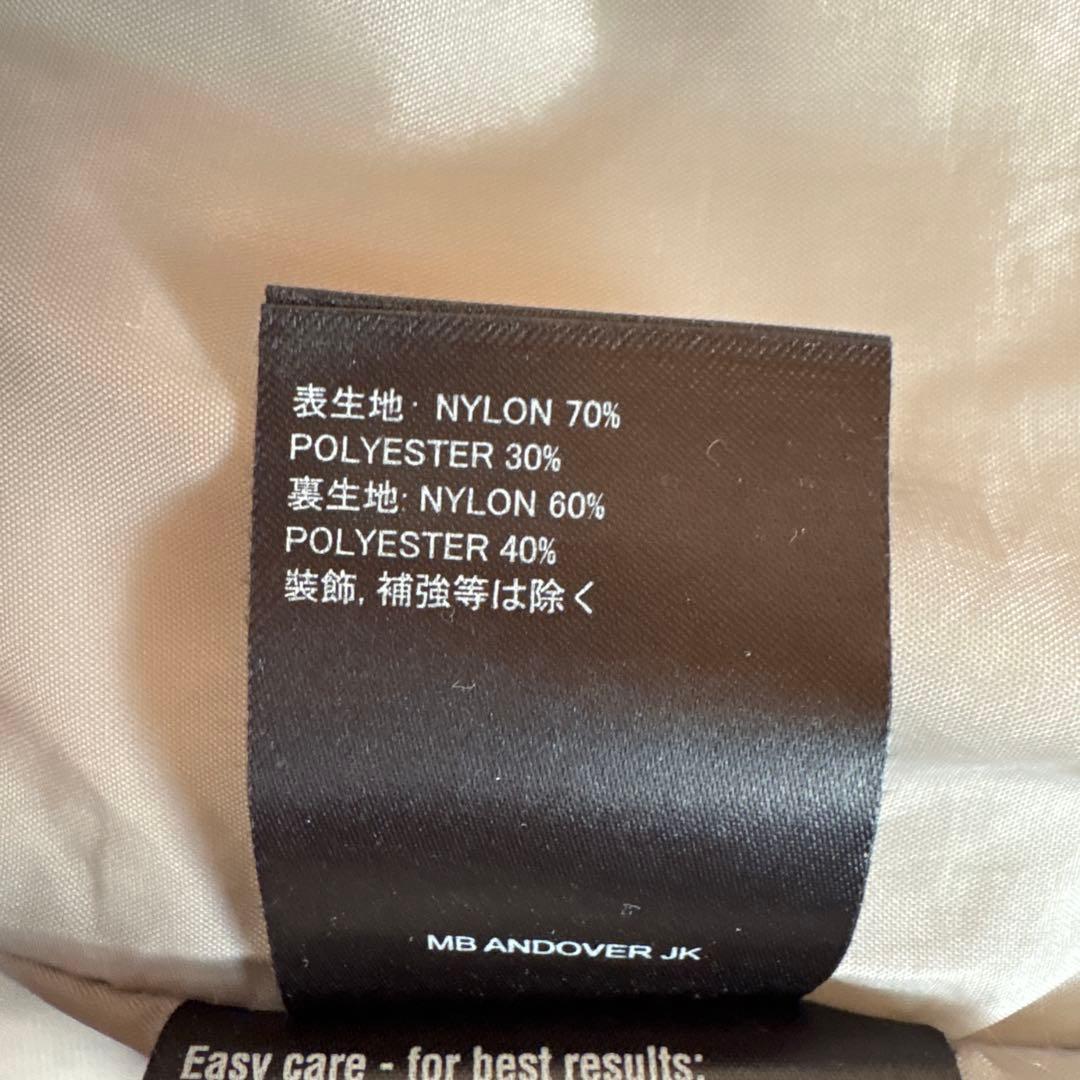 表生地: NYLON 70%
POLYESTER 30%
裏生地: NYLON 60%
POLYESTER 40%
装飾, 補強等は除く
MB ANDOVER JK
Easy care - for best results: